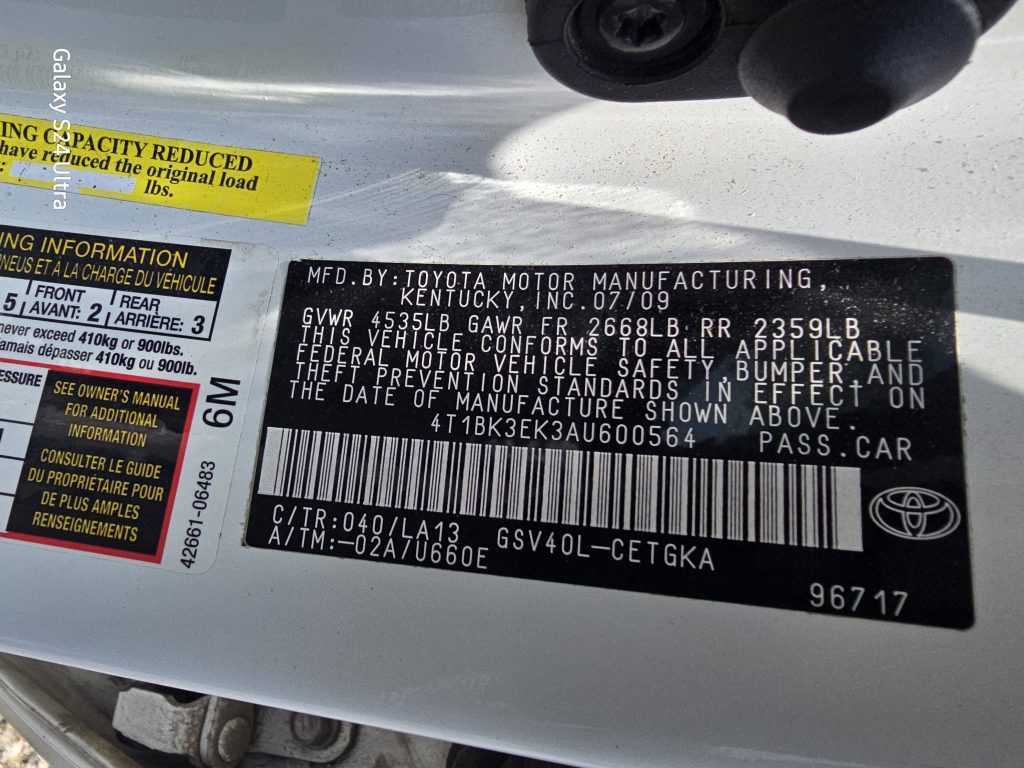 Galaxy S24 Ultra
ING CAPACITY REDUCED
have reduced the original load
lbs.
ING INFORMATION
NEUS ET À LA CHARGE DU VÉHICULE
5 FRONT AVANT: 2 REAR ARRIÈRE: 3
never exceed 410kg or 900lbs.
jamais dépasser 410kg ou 900lb.
ESSURE
SEE OWNER'S MANUAL
FOR ADDITIONAL
INFORMATION
CONSULTER LE GUIDE
DU PROPRIÉTAIRE POUR
DE PLUS AMPLES
RENSEIGNEMENTS
6M
42661-06483
MFD. BY: TOYOTA MOTOR MANUFACTURING,
KENTUCKY, INC. 07/09
GVWR 4535LB GAWR FR 2668LB RR 2359LB
THIS VEHICLE CONFORMS TO ALL APPLICABLE
FEDERAL MOTOR VEHICLE SAFETY, BUMPER AND
THEFT PREVENTION STANDARDS IN EFFECT ON
THE DATE OF MANUFACTURE SHOWN ABOVE.
4T1BK3EK3AU600564 PASS. CAR
C/TR: 040/LA13
A/TM: -02A/U660E GSV40L-CETGKA
96717